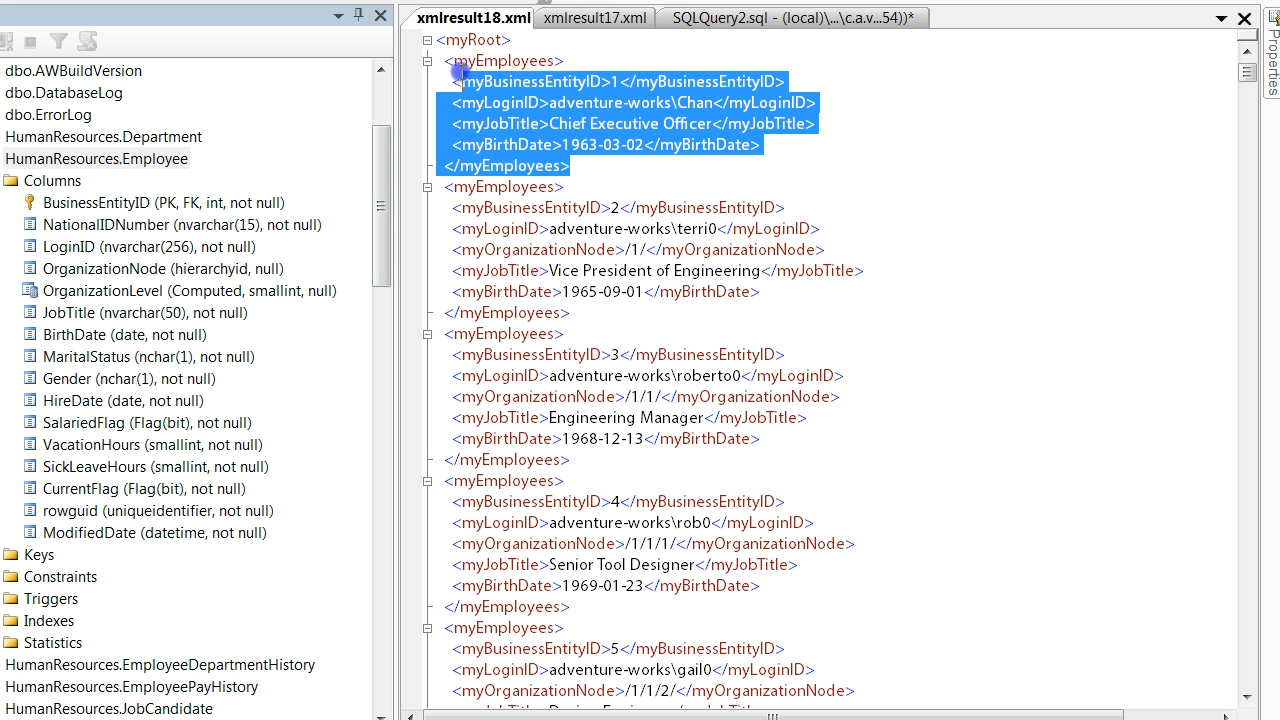 xmlresult18.xml
xmlresult17.xml
SQLQuery2.sql - (local)\...\c.a.v...54))*
Properties
dbo.AWBuildVersion
dbo.DatabaseLog
dbo.ErrorLog
HumanResources.Department
HumanResources.Employee
Columns
BusinessEntityID (PK, FK, int, not null)
NationalIDNumber (nvarchar(15), not null)
LoginID (nvarchar(256), not null)
OrganizationNode (hierarchyid, null)
OrganizationLevel (Computed, smallint, null)
JobTitle (nvarchar(50), not null)
BirthDate (date, not null)
MaritalStatus (nchar(1), not null)
Gender (nchar(1), not null)
HireDate (date, not null)
SalariedFlag (Flag(bit), not null)
VacationHours (smallint, not null)
SickLeaveHours (smallint, not null)
CurrentFlag (Flag(bit), not null)
rowguid (uniqueidentifier, not null)
ModifiedDate (datetime, not null)
Keys
Constraints
Triggers
Indexes
Statistics
HumanResources.EmployeeDepartmentHistory
HumanResources.EmployeePayHistory
HumanResources.JobCandidate
<myRoot>
<myEmployees>
<myBusinessEntityID>1</myBusinessEntityID>
<myLoginID>adventure-works\Chan</myLoginID>
<myJobTitle>Chief Executive Officer</myJobTitle>
<myBirthDate>1963-03-02</myBirthDate>
</myEmployees>
<myEmployees>
<myBusinessEntityID>2</myBusinessEntityID>
<myLoginID>adventure-works\terri0</myLoginID>
<myOrganizationNode>/1/</myOrganizationNode>
<myJobTitle>Vice President of Engineering</myJobTitle>
<myBirthDate>1965-09-01</myBirthDate>
</myEmployees>
<myEmployees>
<myBusinessEntityID>3</myBusinessEntityID>
<myLoginID>adventure-works\roberto0</myLoginID>
<myOrganizationNode>/1/1/</myOrganizationNode>
<myJobTitle>Engineering Manager</myJobTitle>
<myBirthDate>1968-12-13</myBirthDate>
</myEmployees>
<myEmployees>
<myBusinessEntityID>4</myBusinessEntityID>
<myLoginID>adventure-works\rob0</myLoginID>
<myOrganizationNode>/1/1/1/</myOrganizationNode>
<myJobTitle>Senior Tool Designer</myJobTitle>
<myBirthDate>1969-01-23</myBirthDate>
</myEmployees>
<myEmployees>
<myBusinessEntityID>5</myBusinessEntityID>
<myLoginID>adventure-works\gail0</myLoginID>
<myOrganizationNode>/1/1/2/</myOrganizationNode>